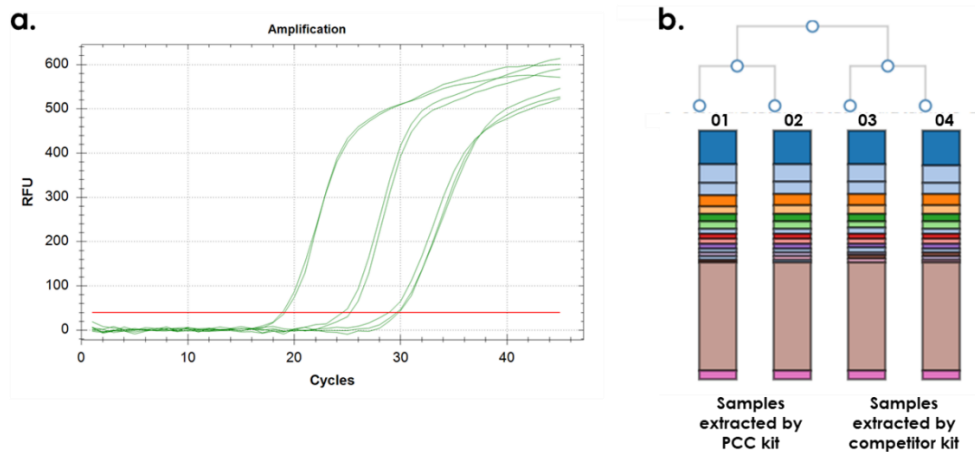 a.
Amplification
600
500
400
300
200
100
0
RFU
0 10 20 30 40
Cycles
b.
01 02 03 04
Samples
extracted by
PCC kit
Samples
extracted by
competitor kit